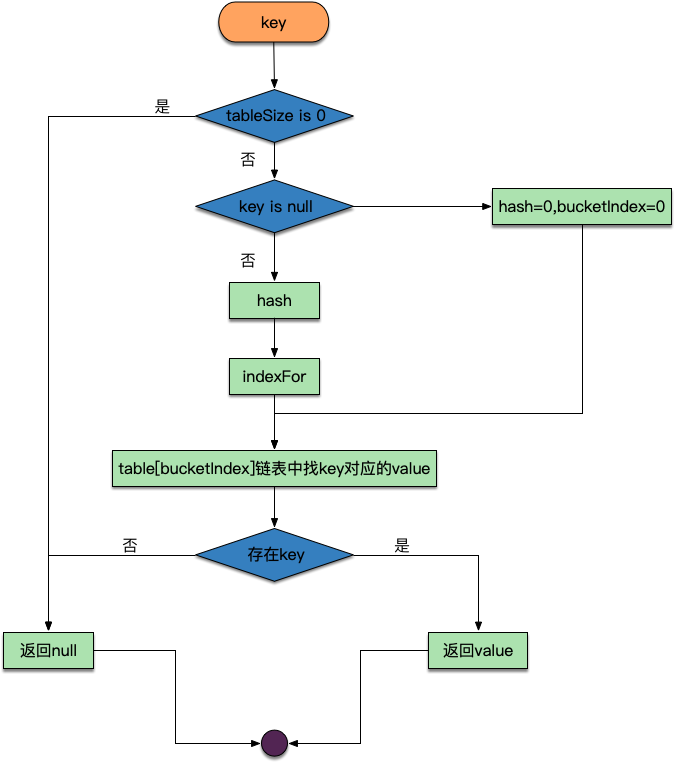 key
是
tableSize is 0
否
key is null
hash=0,bucketIndex=0
否
hash
indexFor
table[bucketIndex]链表中找key对应的value
否
存在key
是
返回null
返回value